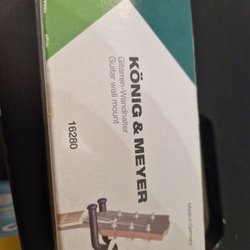 KÖNIG & MEYER
Gitarren-Wandhalter
Guitar wall mount
16280
Made in Germany